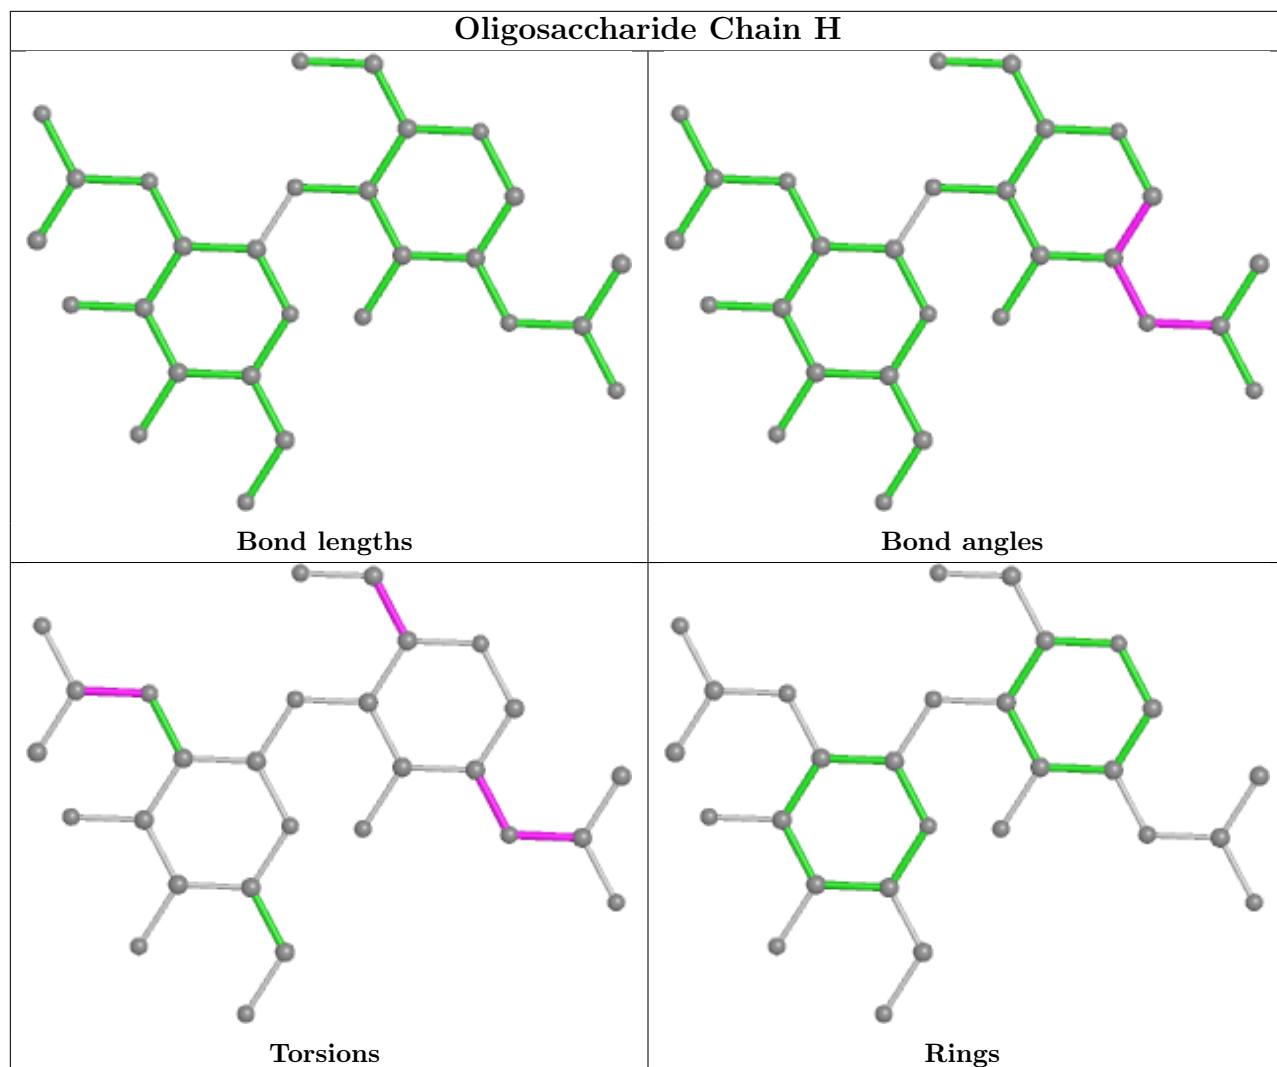 Oligosaccharide Chain H
Bond lengths
Bond angles
Torsions
Rings